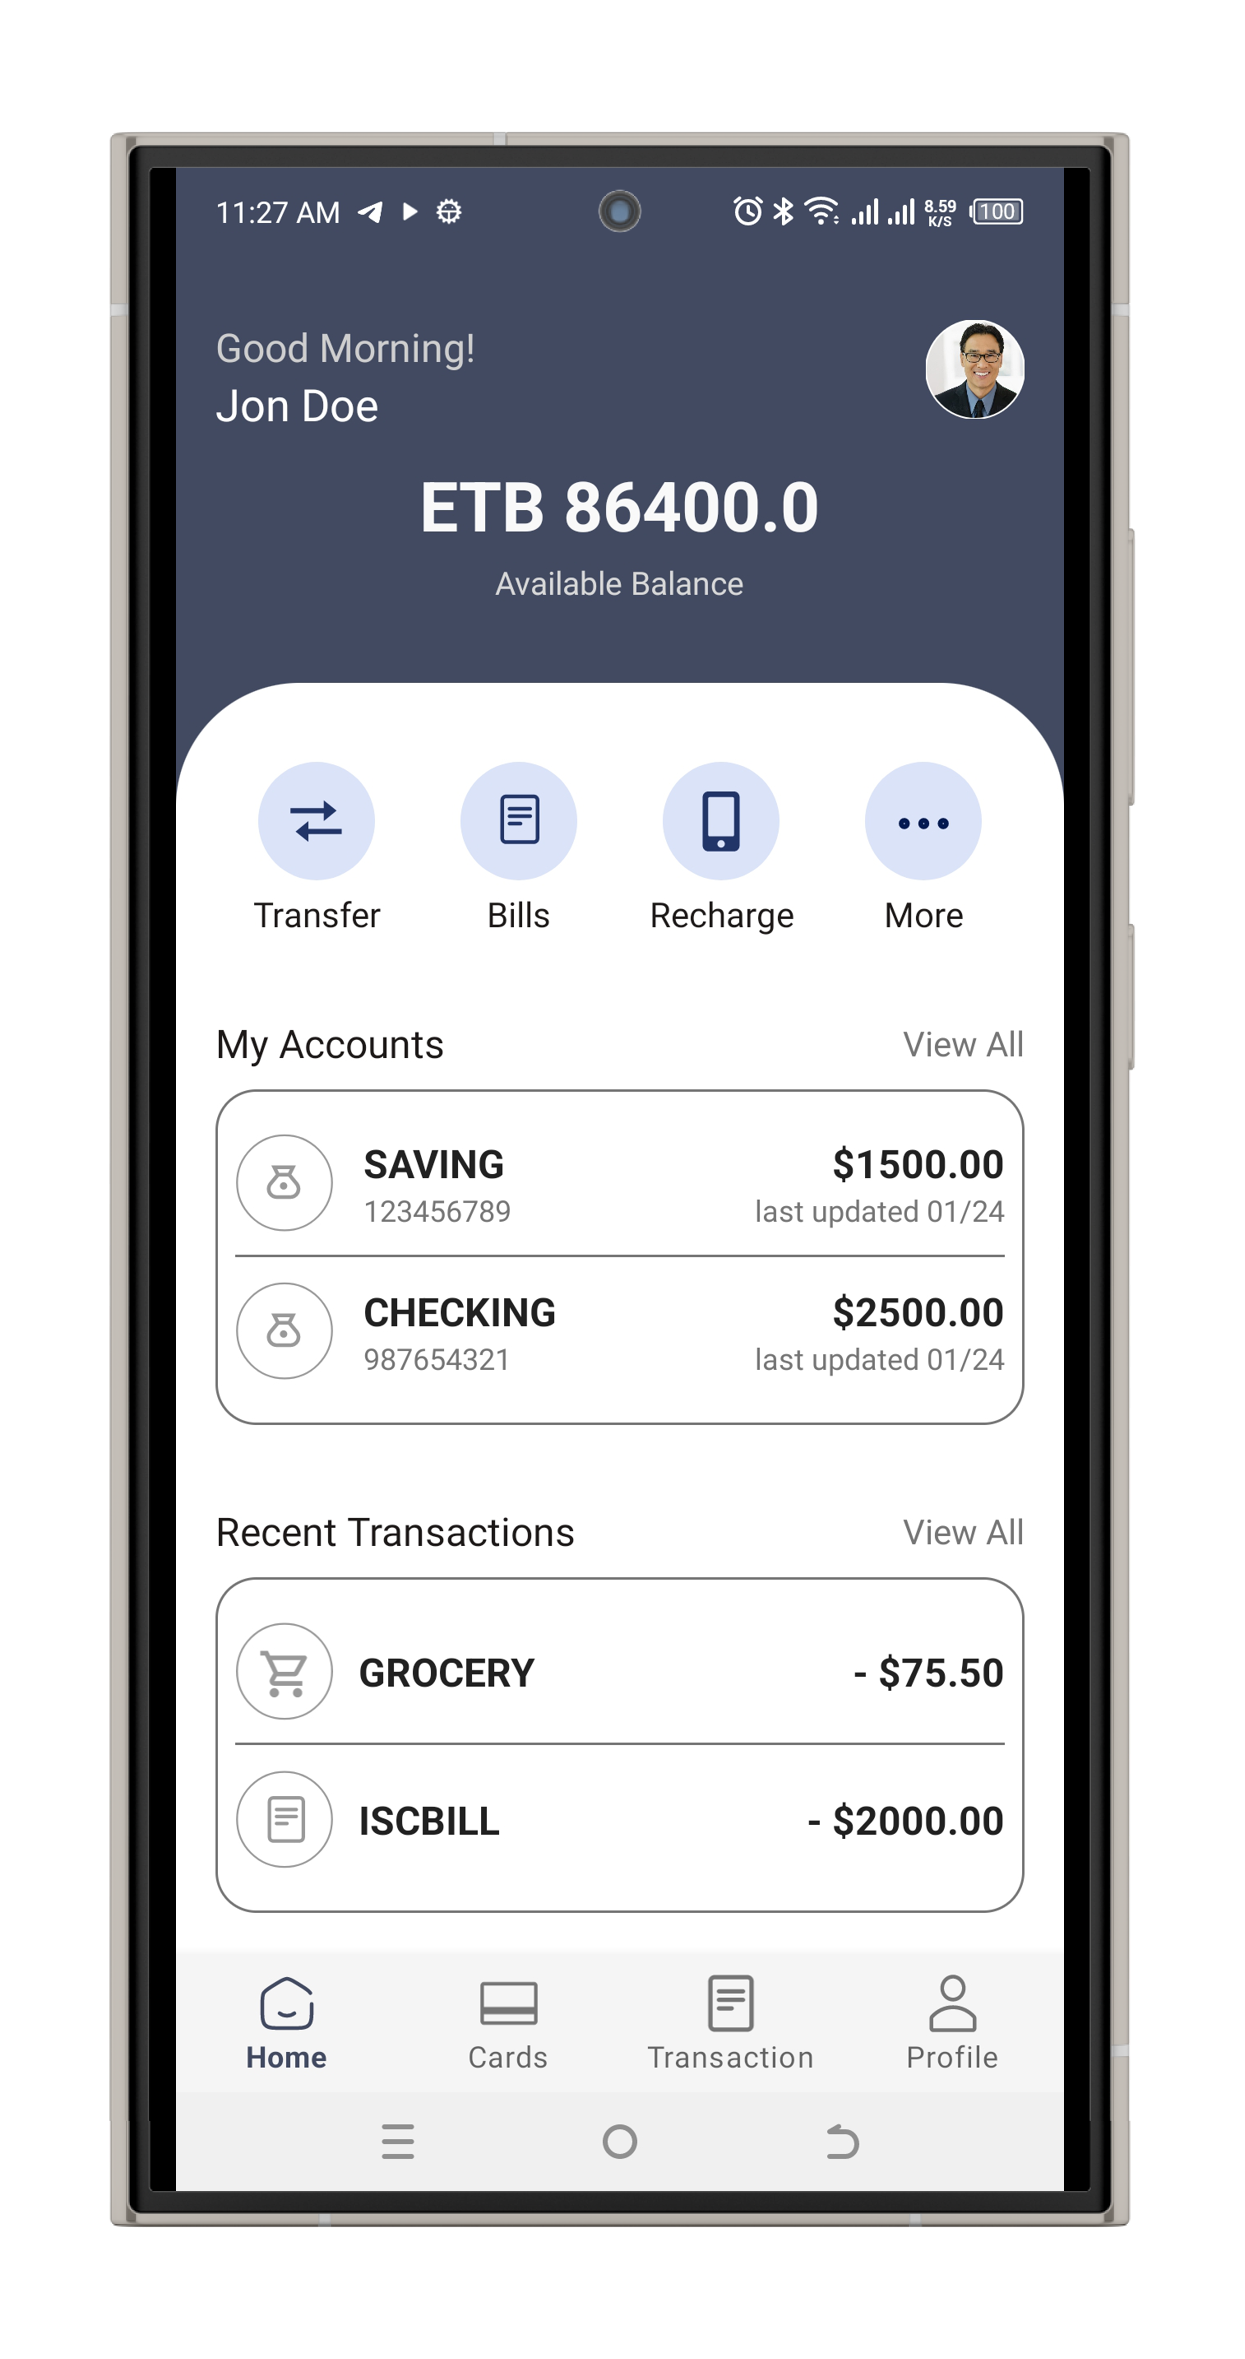 11:27 AM
8.59
K/S
100
Good Morning!
Jon Doe
ETB 86400.0
Available Balance
Transfer
Bills
Recharge
More
My Accounts
View All
SAVING
$1500.00
123456789
last updated 01/24
CHECKING
$2500.00
987654321
last updated 01/24
Recent Transactions
View All
GROCERY
- $75.50
ISCBILL
- $2000.00
Home
Cards
Transaction
Profile